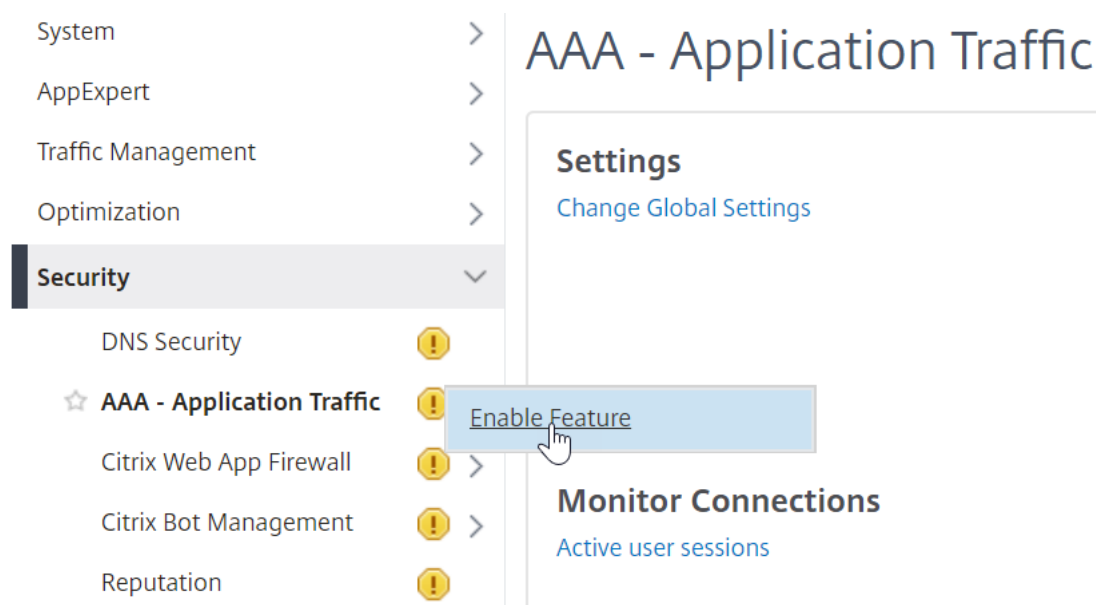 System
AppExpert
Traffic Management
Optimization
Security
DNS Security
AAA - Application Traffic
Enable Feature
Citrix Web App Firewall
Citrix Bot Management
Reputation
AAA - Application Traffic
Settings
Change Global Settings
Monitor Connections
Active user sessions